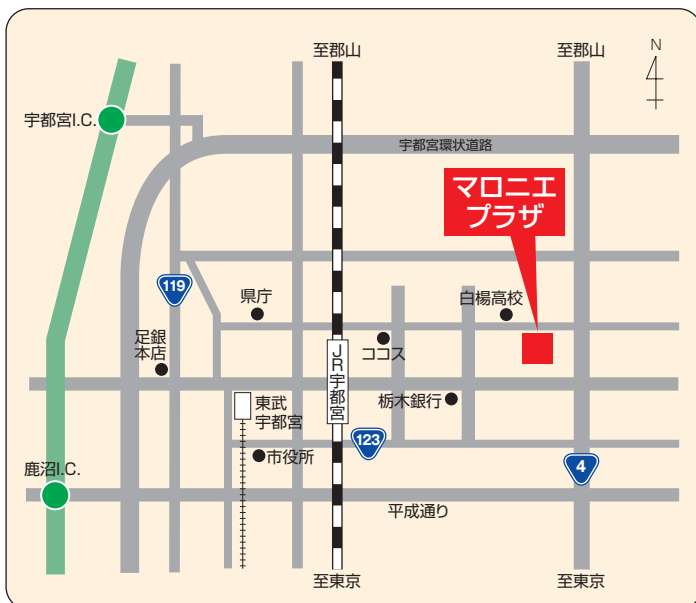 至郡山
至郡山
N
宇都宮I.C.
宇都宮環状道路
マロニエ
プラザ
119
県庁
白楊高校
足銀
本店
JR宇都宮
ココス
東武
宇都宮
栃木銀行
123
市役所
4
鹿沼I.C.
平成通り
至東京
至東京